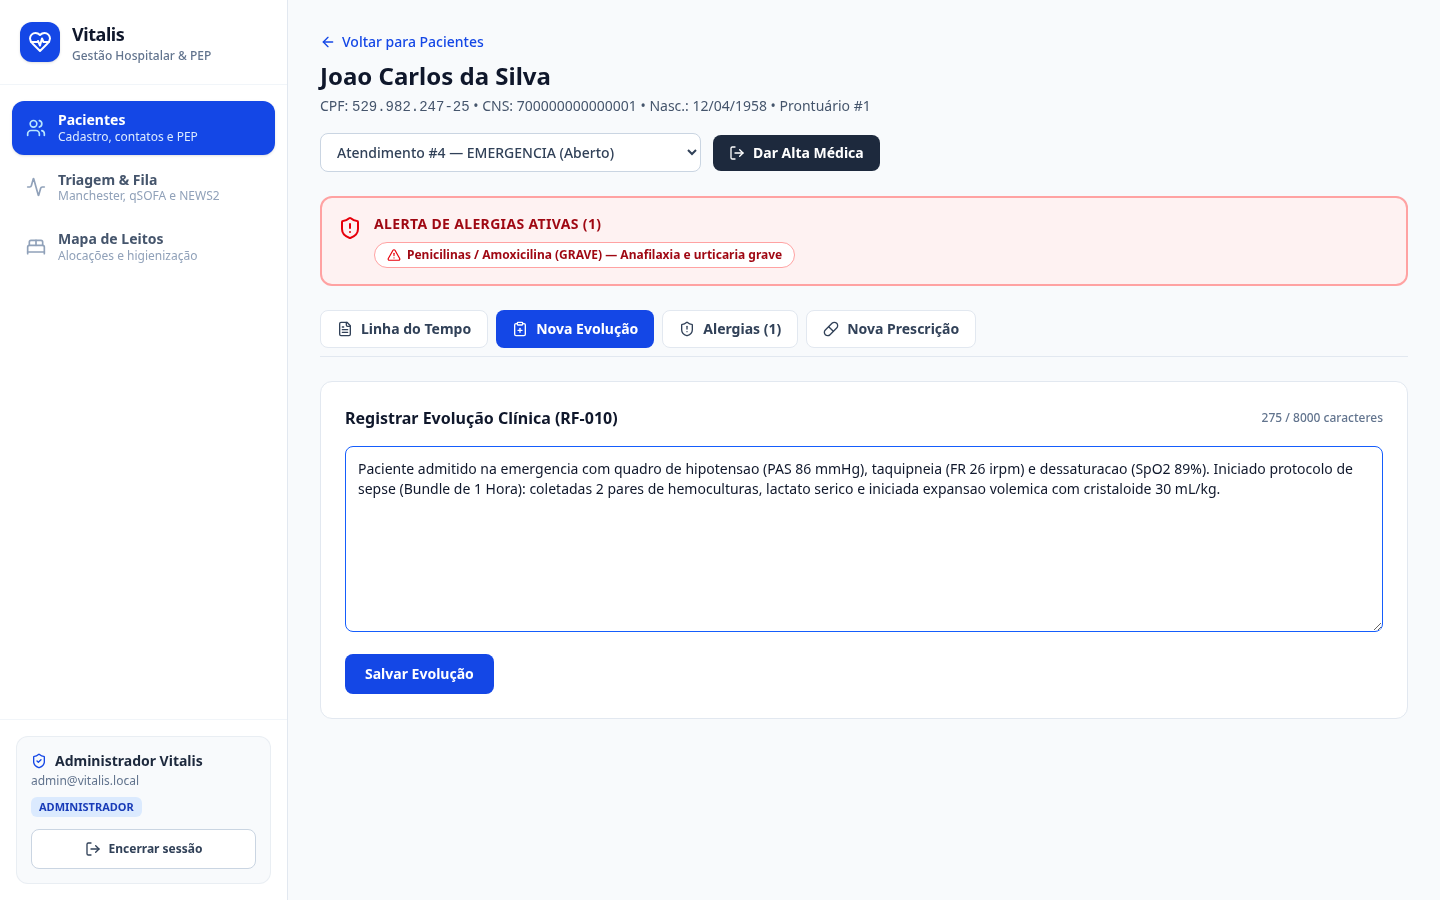 Vitalis
Gestão Hospitalar & PEP
Pacientes
Cadastro, contatos e PEP
Triagem & Fila
Manchester, qSOFA e NEWS2
Mapa de Leitos
Alocações e higienização
Administrador Vitalis
admin@vitalis.local
ADMINISTRADOR
Encerrar sessão
Voltar para Pacientes
Joao Carlos da Silva
CPF: 529.982.247-25 • CNS: 700000000000001 • Nasc.: 12/04/1958 • Prontuário #1
Atendimento #4 — EMERGENCIA (Aberto)
Dar Alta Médica
ALERTA DE ALERGIAS ATIVAS (1)
Penicilinas / Amoxicilina (GRAVE) — Anafilaxia e urticaria grave
Linha do Tempo
Nova Evolução
Alergias (1)
Nova Prescrição
Registrar Evolução Clínica (RF-010)
275 / 8000 caracteres
Paciente admitido na emergencia com quadro de hipotensao (PAS 86 mmHg), taquipneia (FR 26 irpm) e dessaturacao (SpO2 89%). Iniciado protocolo de
sepse (Bundle de 1 Hora): coletadas 2 pares de hemoculturas, lactato serico e iniciada expansao volemica com cristaloide 30 mL/kg.
Salvar Evolução